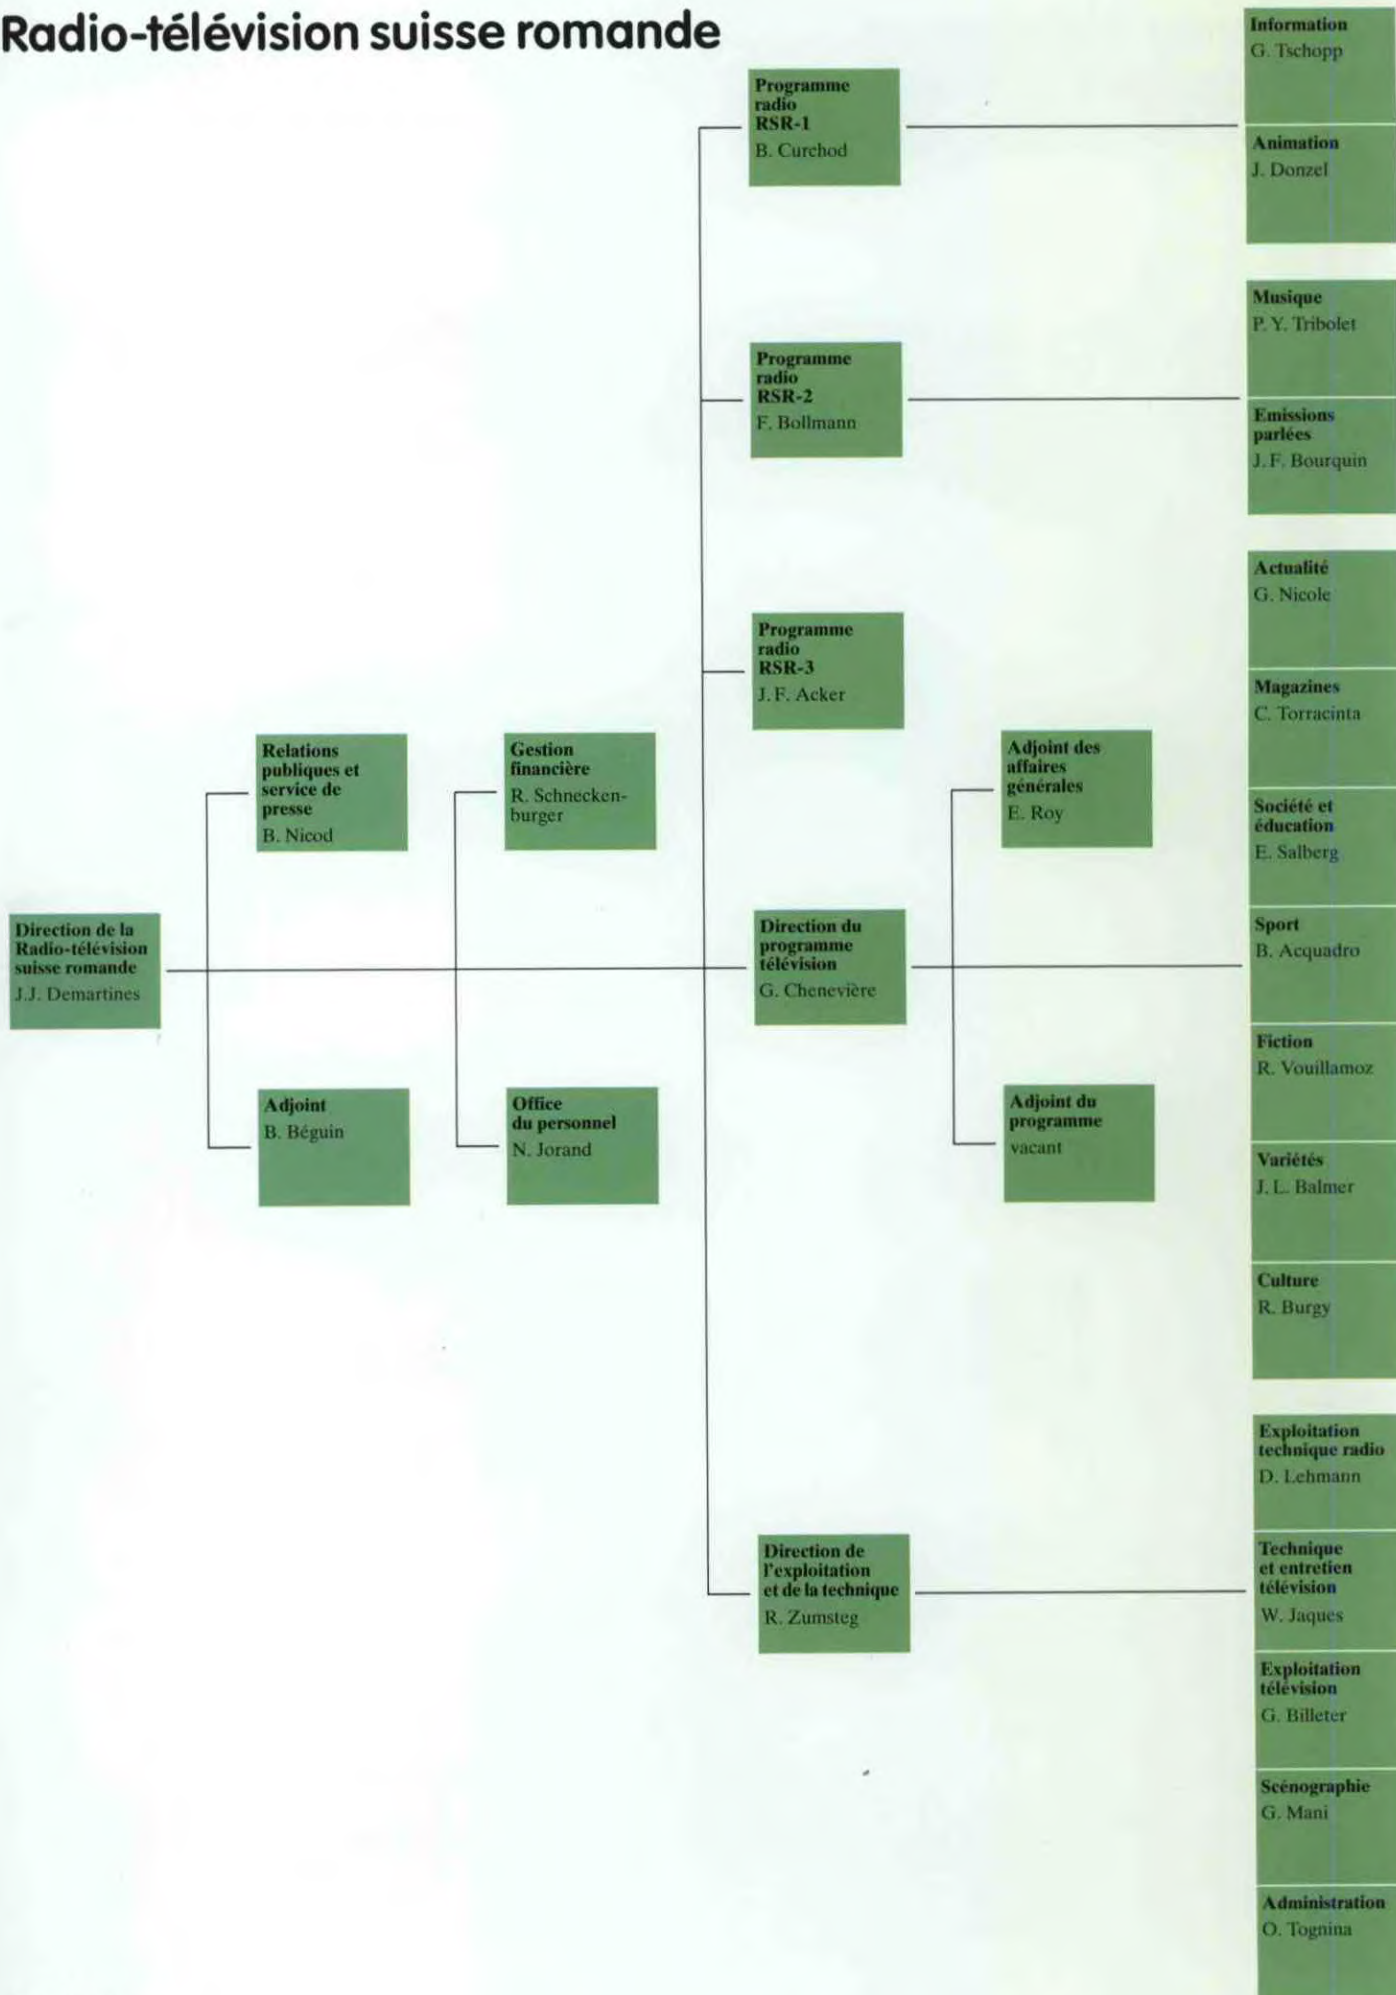 Radio-télévision suisse romande
Information
G. Tschopp
Programme
radio
RSR-1
B. Curchod
Animation
J. Donzel
Musique
P. Y. Tribolet
Programme
radio
RSR-2
F. Bollmann
Emissions
parlées
J. F. Bourquin
Actualité
G. Nicole
Programme
radio
RSR-3
J. F. Acker
Magazines
C. Torracinta
Relations
publiques et
service de
presse
B. Nicod
Gestion
financière
R. Schnecken-
burger
Adjoint des
affaires
générales
E. Roy
Société et
éducation
E. Salberg
Direction de la
Radio-télévision
suisse romande
J.J. Demartines
Direction du
programme
télévision
G. Chenevière
Sport
B. Acquadro
Fiction
R. Vouillamoz
Adjoint
B. Béguin
Office
du personnel
N. Jorand
Adjoint du
programme
vacant
Variétés
J. L. Balmer
Culture
R. Burgy
Exploitation
technique radio
D. Lehmann
Direction de
l'exploitation
et de la technique
R. Zumsteg
Technique
et entretien
télévision
W. Jaques
Exploitation
télévision
G. Billeter
Scénographie
G. Mani
Administration
O. Tognina